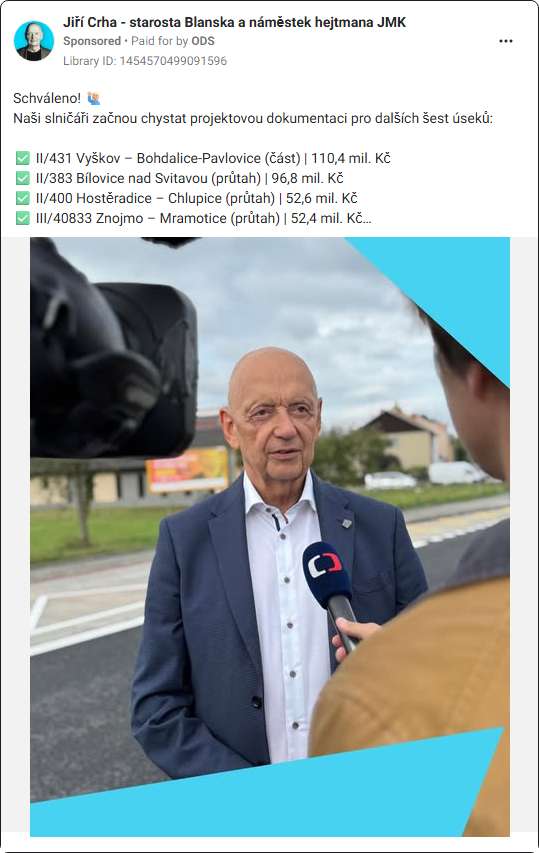 Jiří Crha - starosta Blanska a náměstek hejtmana JMK
Sponsored • Paid for by ODS
Library ID: 1454570499091596
Schváleno! 🙋🏼‍♂️
Naši slničáři začnou chystat projektovou dokumentaci pro dalších šest úseků:
✅ II/431 Vyškov – Bohdalice-Pavlovice (část) | 110,4 mil. Kč
✅ II/383 Bílovice nad Svitavou (průtah) | 96,8 mil. Kč
✅ II/400 Hostěradice – Chlupice (průtah) | 52,6 mil. Kč
✅ III/40833 Znojmo – Mramotice (průtah) | 52,4 mil. Kč…